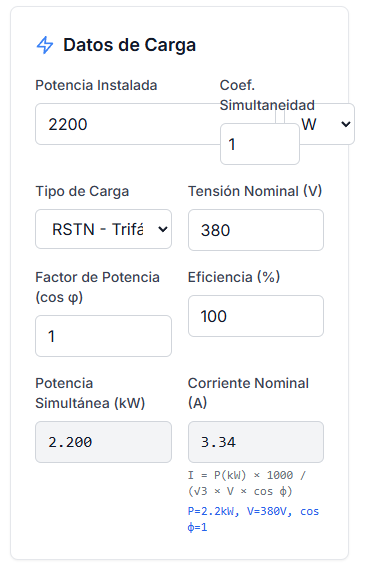 Datos de Carga
Potencia Instalada
Coef.
Simultaneidad
2200
W
1
Tipo de Carga
Tensión Nominal (V)
RSTN - Trifá
380
Factor de Potencia
(cos φ)
Eficiencia (%)
1
100
Potencia
Simultánea (kW)
Corriente Nominal
(A)
2.200
3.34
I = P(kW) × 1000 /
(√3 × V × cos ϕ)
P=2.2kW, V=380V, cos
ϕ=1